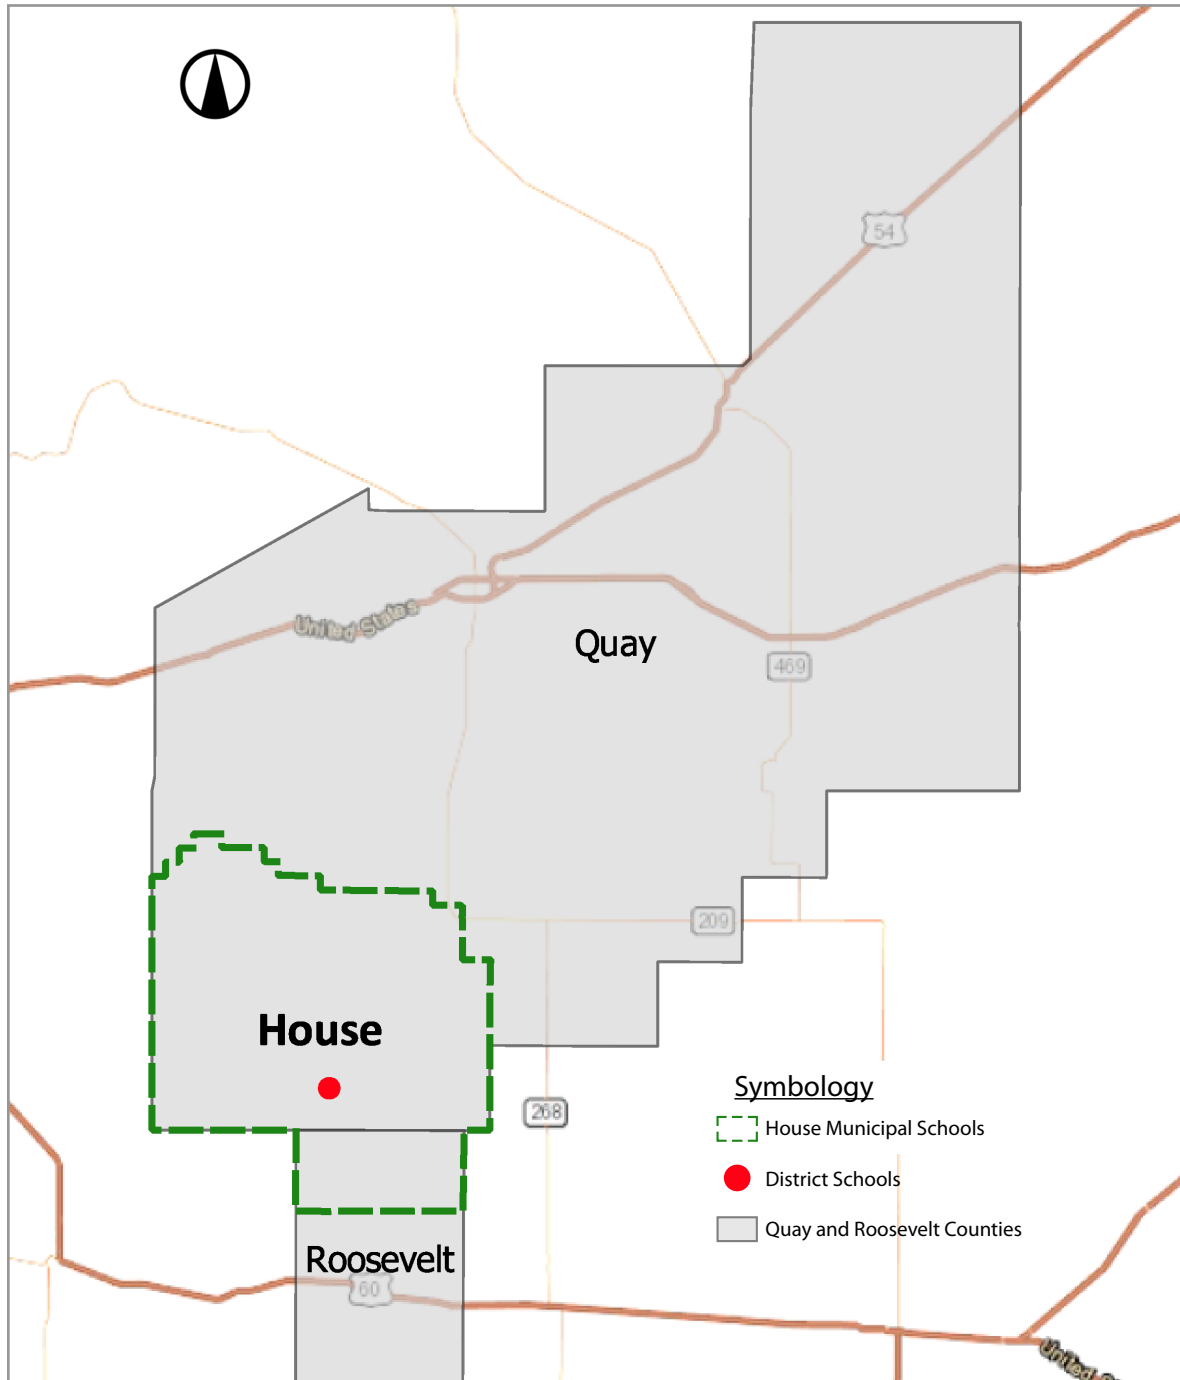 54
United States
Quay
469
209
House
268
Symbology
House Municipal Schools
District Schools
Quay and Roosevelt Counties
Roosevelt
60
United